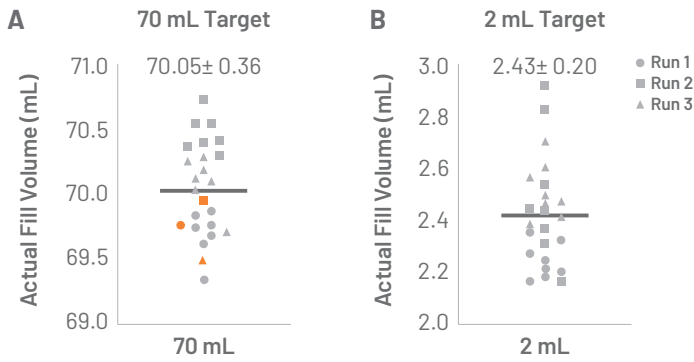 A
70 mL Target
70.05± 0.36
Actual Fill Volume (mL)
71.0
70.5
70.0
69.5
69.0
70 mL
B
2 mL Target
2.43± 0.20
Actual Fill Volume (mL)
3.0
2.8
2.6
2.4
2.2
2.0
2 mL
Run 1
Run 2
Run 3